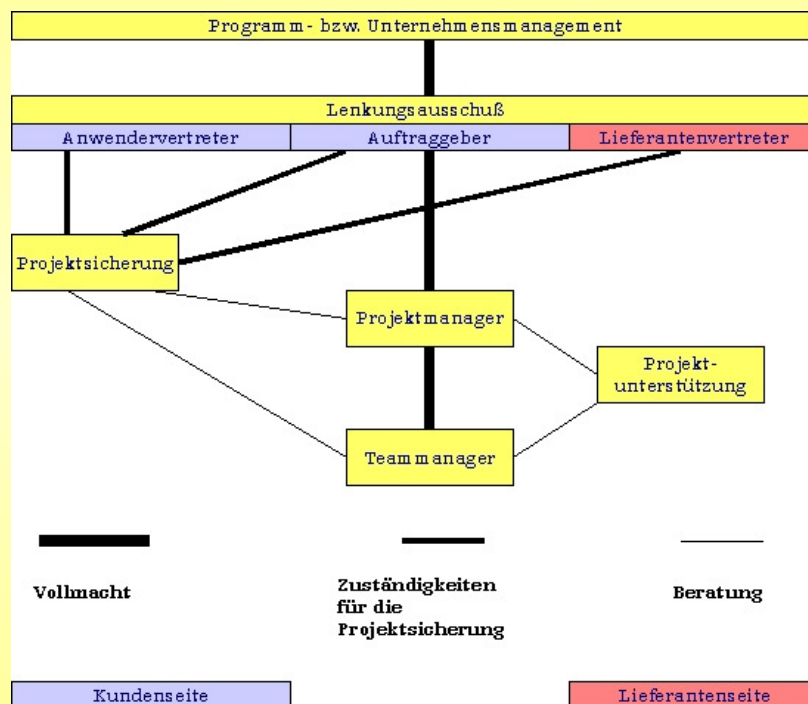 Programm- bzw. Unternehmensmanagement
Lenkungsausschuß
Anwendervertreter
Auftraggeber
Lieferantenvertreter
Projektsicherung
Projektmanager
Projekt-
unterstützung
Teammanager
Vollmacht
Zuständigkeiten
für die
Projektsicherung
Beratung
Kundenseite
Lieferantenseite